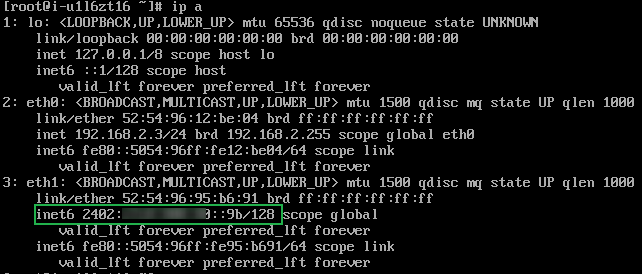 [root@i-u1l6zt16 ~]# ip a
1: lo: <LOOPBACK,UP,LOWER_UP> mtu 65536 qdisc noqueue state UNKNOWN
link/loopback 00:00:00:00:00:00 brd 00:00:00:00:00:00
inet 127.0.0.1/8 scope host lo
inet6 ::1/128 scope host
valid_lft forever preferred_lft forever
2: eth0: <BROADCAST,MULTICAST,UP,LOWER_UP> mtu 1500 qdisc mq state UP qlen 1000
link/ether 52:54:96:12:be:04 brd ff:ff:ff:ff:ff:ff
inet 192.168.2.3/24 brd 192.168.2.255 scope global eth0
inet6 fe80::5054:96ff:fe12:be04/64 scope link
valid_lft forever preferred_lft forever
3: eth1: <BROADCAST,MULTICAST,UP,LOWER_UP> mtu 1500 qdisc mq state UP qlen 1000
link/ether 52:54:96:95:b6:91 brd ff:ff:ff:ff:ff:ff
inet6 2402: 0::9b/128 scope global
valid_lft forever preferred_lft forever
inet6 fe80::5054:96ff:fe95:b691/64 scope link
valid_lft forever preferred_lft forever